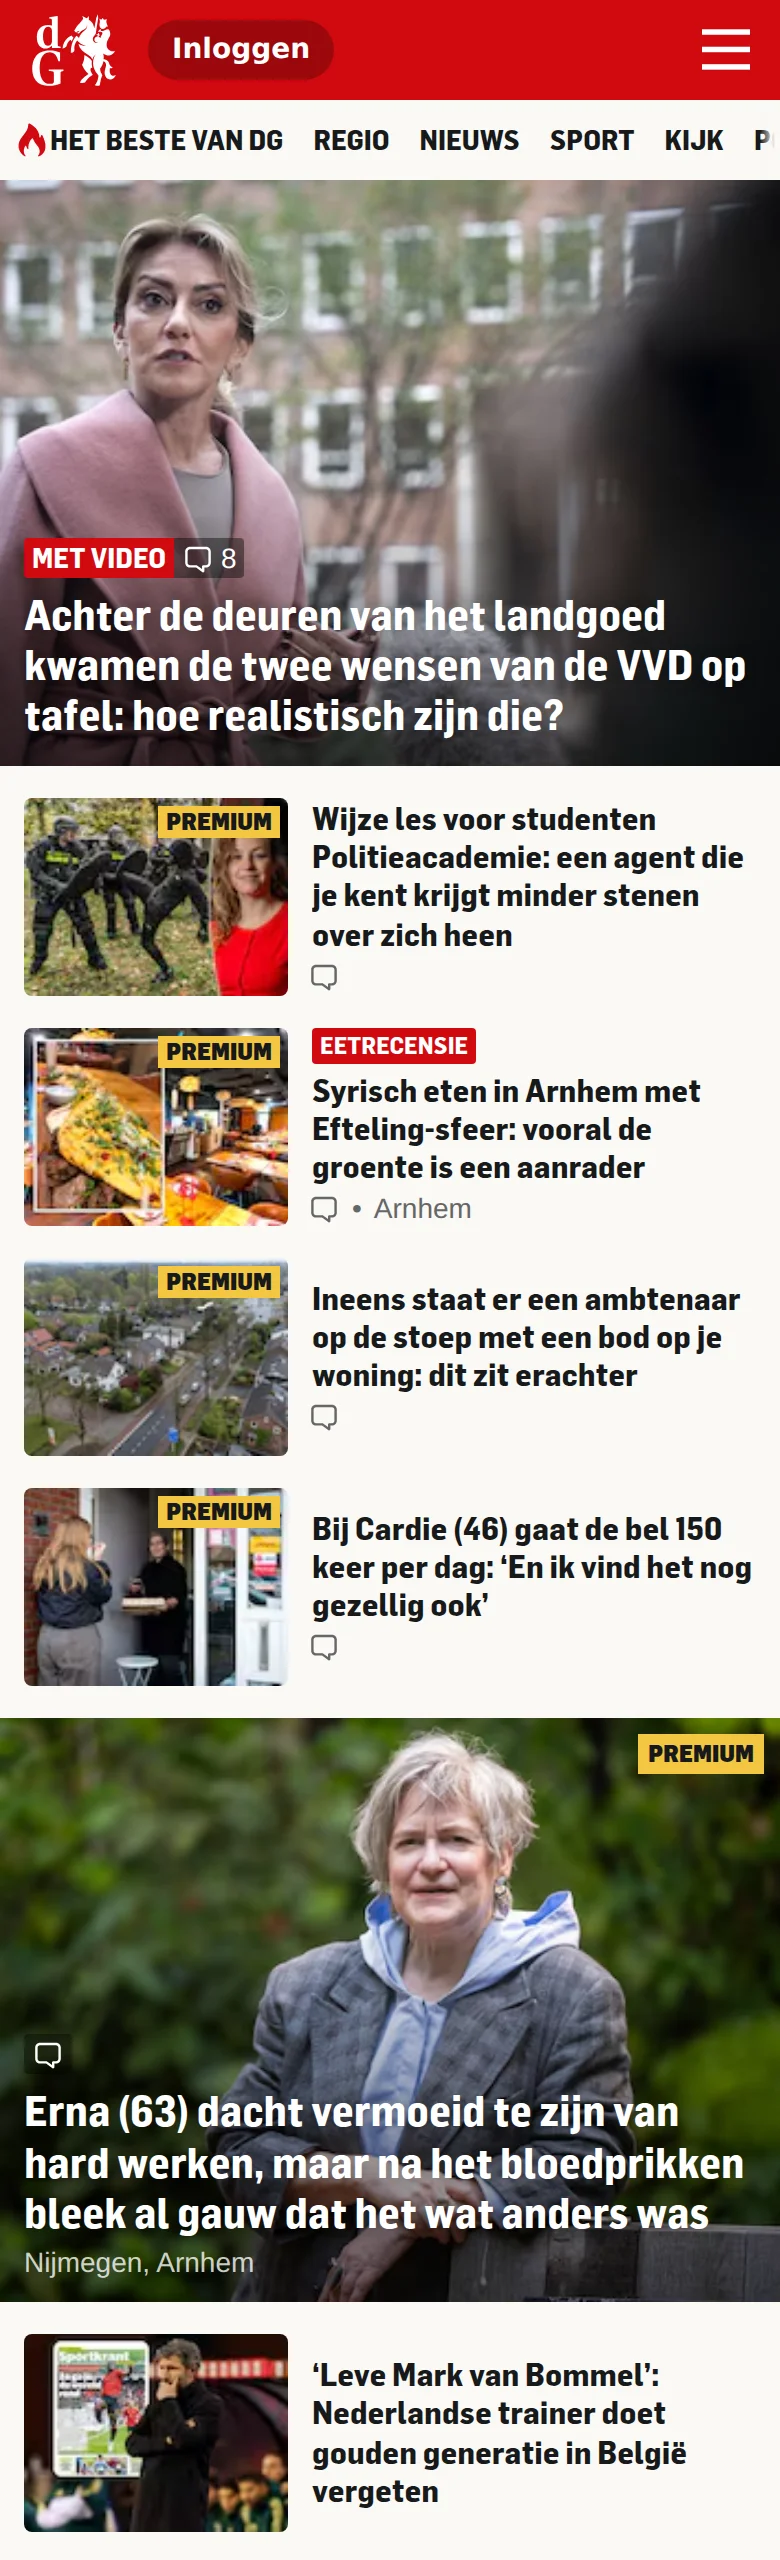 dG
Inloggen
HET BESTE VAN DG REGIO NIEUWS SPORT KIJK
MET VIDEO 8
Achter de deuren van het landgoed
kwamen de twee wensen van de VVD op
tafel: hoe realistisch zijn die?
PREMIUM
Wijze les voor studenten
Politieacademie: een agent die
je kent krijgt minder stenen
over zich heen
PREMIUM
EETRECENSIE
Syrisch eten in Arnhem met
Efteling-sfeer: vooral de
groente is een aanrader
• Arnhem
PREMIUM
Ineens staat er een ambtenaar
op de stoep met een bod op je
woning: dit zit erachter
PREMIUM
Bij Cardie (46) gaat de bel 150
keer per dag: ‘En ik vind het nog
gezellig ook’
PREMIUM
Erna (63) dacht vermoeid te zijn van
hard werken, maar na het bloedprikken
bleek al gauw dat het wat anders was
Nijmegen, Arnhem
Sportkrant
‘Leve Mark van Bommel’:
Nederlandse trainer doet
gouden generatie in België
vergeten